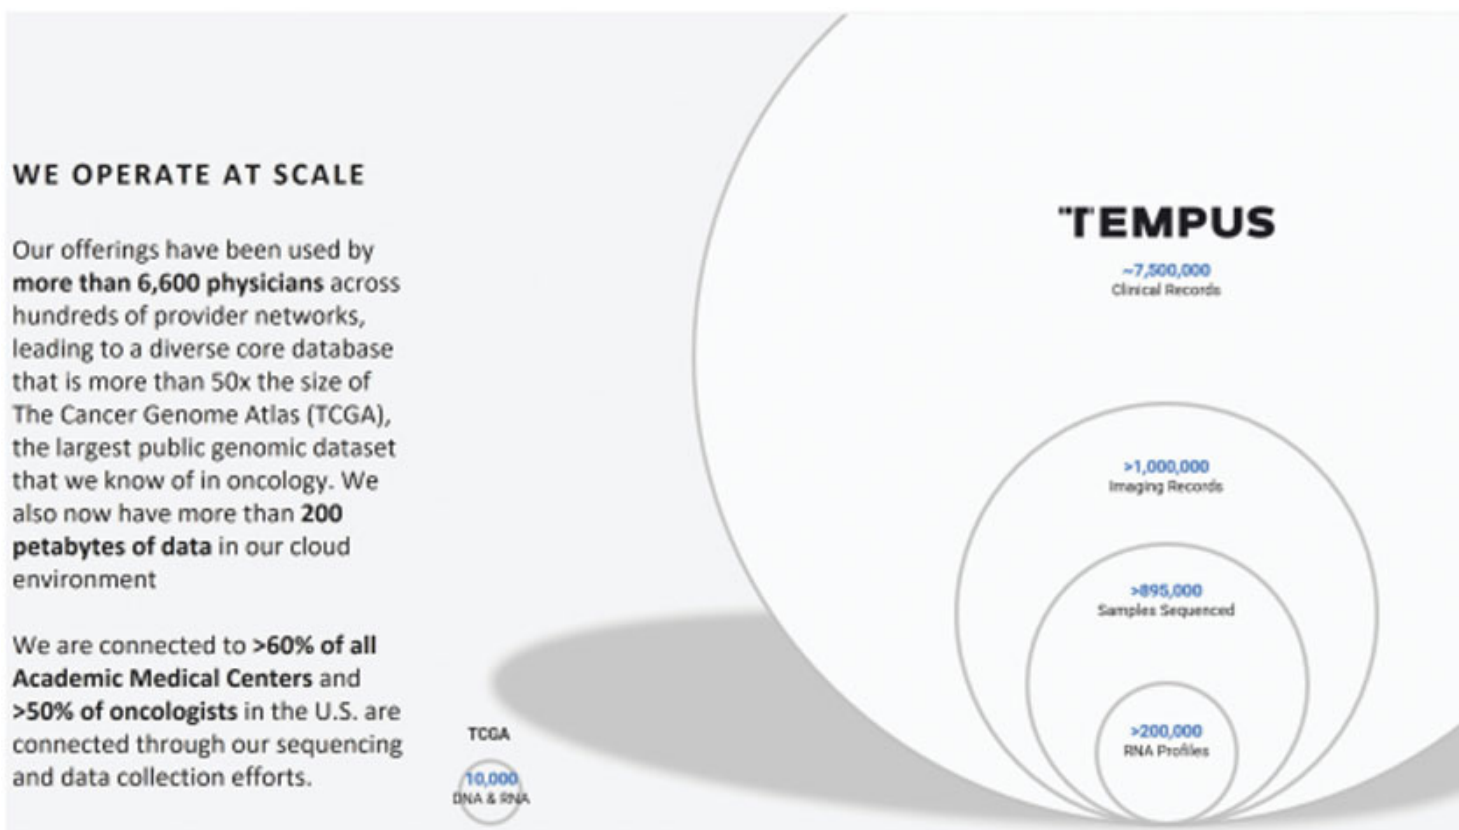 WE OPERATE AT SCALE
Our offerings have been used by
more than 6,600 physicians across
hundreds of provider networks,
leading to a diverse core database
that is more than 50x the size of
The Cancer Genome Atlas (TCGA),
the largest public genomic dataset
that we know of in oncology. We
also now have more than 200
petabytes of data in our cloud
environment
We are connected to >60% of all
Academic Medical Centers and
>50% of oncologists in the U.S. are
connected through our sequencing
and data collection efforts.
TCGA
10,000
DNA & RNA
TEMPUS
~7,500,000
Clinical Records
>1,000,000
Imaging Records
>895,000
Samples Sequenced
>200,000
RNA Profiles